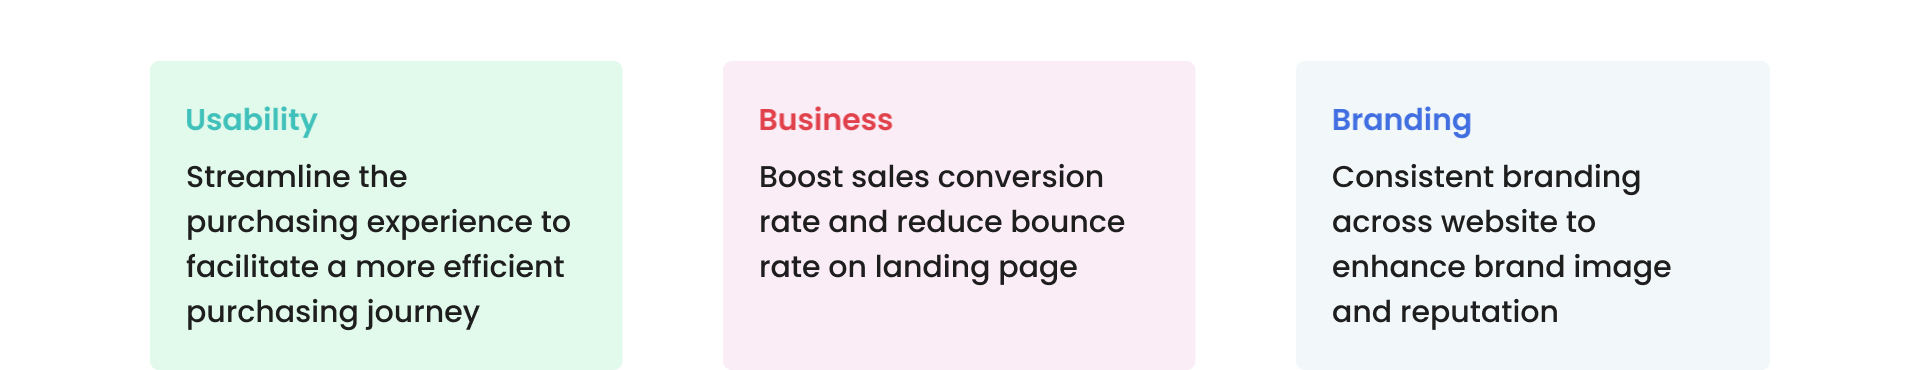 Usability
Streamline the
purchasing experience to
facilitate a more efficient
purchasing journey
Business
Boost sales conversion
rate and reduce bounce
rate on landing page
Branding
Consistent branding
across website to
enhance brand image
and reputation